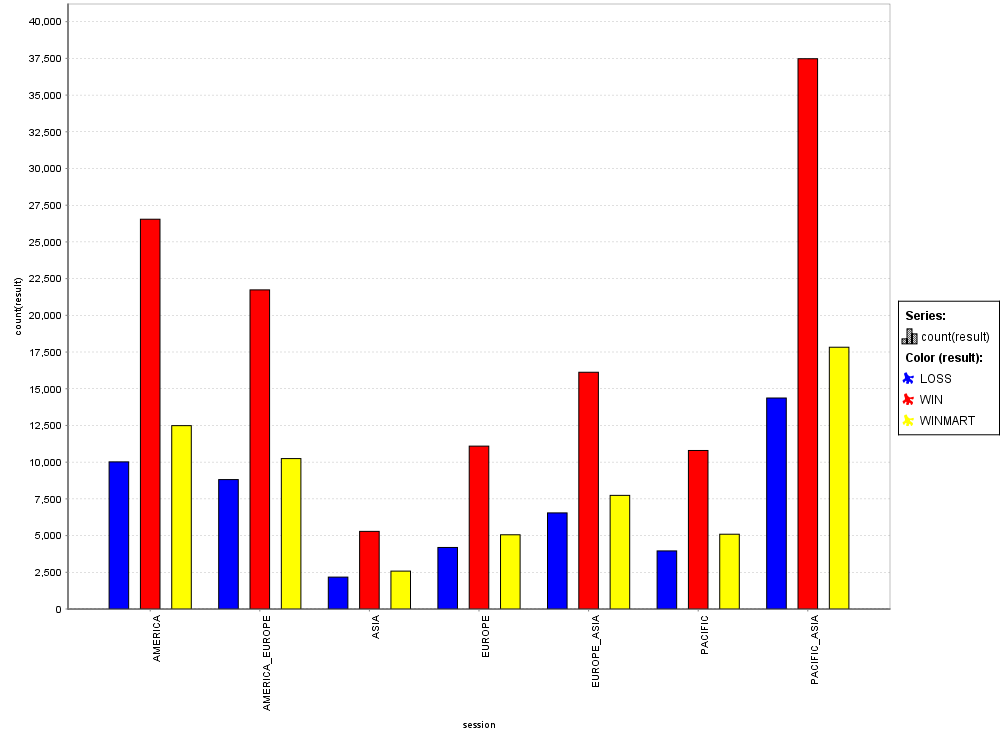 40,000
37,500
35,000
32,500
30,000
27,500
25,000
22,500
20,000
17,500
15,000
12,500
10,000
7,500
5,000
2,500
0
count(result)
AMERICA
AMERICA_EUROPE
ASIA
EUROPE
EUROPE_ASIA
PACIFIC
PACIFIC_ASIA
session
Series:
count(result)
Color (result):
LOSS
WIN
WINMART